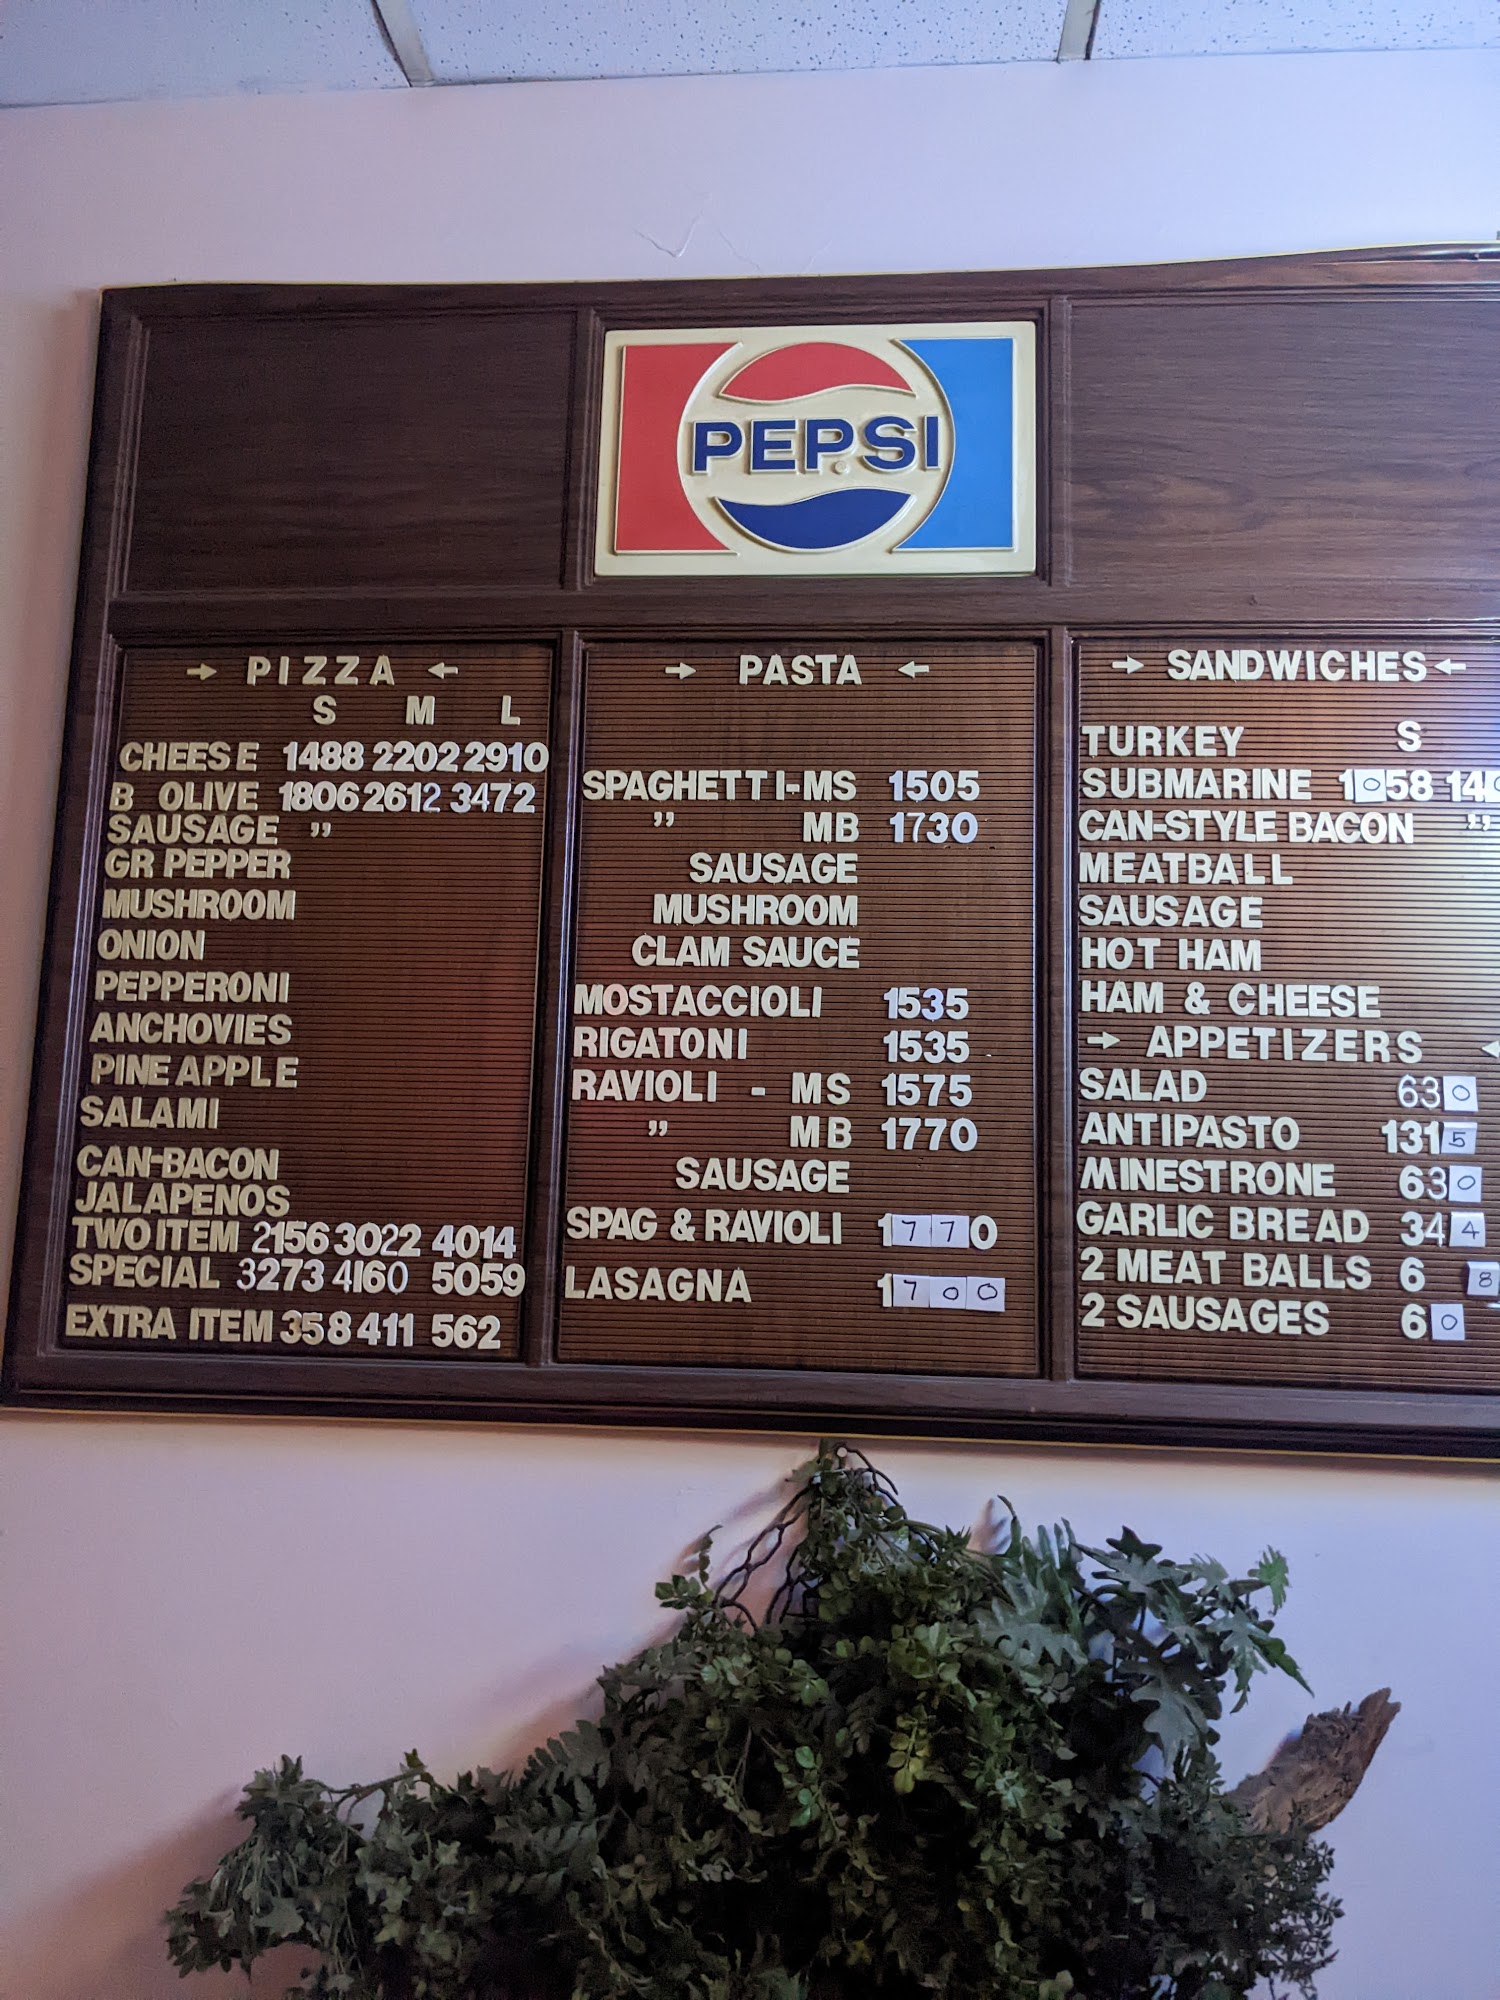 PEPSI
→ PIZZA ←
S M L
CHEESE 1488 2202 2910
B OLIVE 1806 2612 3472
SAUSAGE ”
GR PEPPER
MUSHROOM
ONION
PEPPERONI
ANCHOVIES
PINEAPPLE
SALAMI
CAN-BACON
JALAPENOS
TWO ITEM 2156 3022 4014
SPECIAL 3273 4160 5059
EXTRA ITEM 358 411 562
→ PASTA ←
SPAGHETTI-MS 1505
” MB 1730
SAUSAGE
MUSHROOM
CLAM SAUCE
MOSTACCIOLI 1535
RIGATONI 1535
RAVIOLI - MS 1575
” MB 1770
SAUSAGE
SPAG & RAVIOLI 1770
LASAGNA 1700
→ SANDWICHES ←
TURKEY S
SUBMARINE 1058
CAN-STYLE BACON ”
MEATBALL
SAUSAGE
HOT HAM
HAM & CHEESE
→ APPETIZERS
SALAD 630
ANTIPASTO 1315
MINESTRONE 630
GARLIC BREAD 344
2 MEAT BALLS 6 8
2 SAUSAGES 60